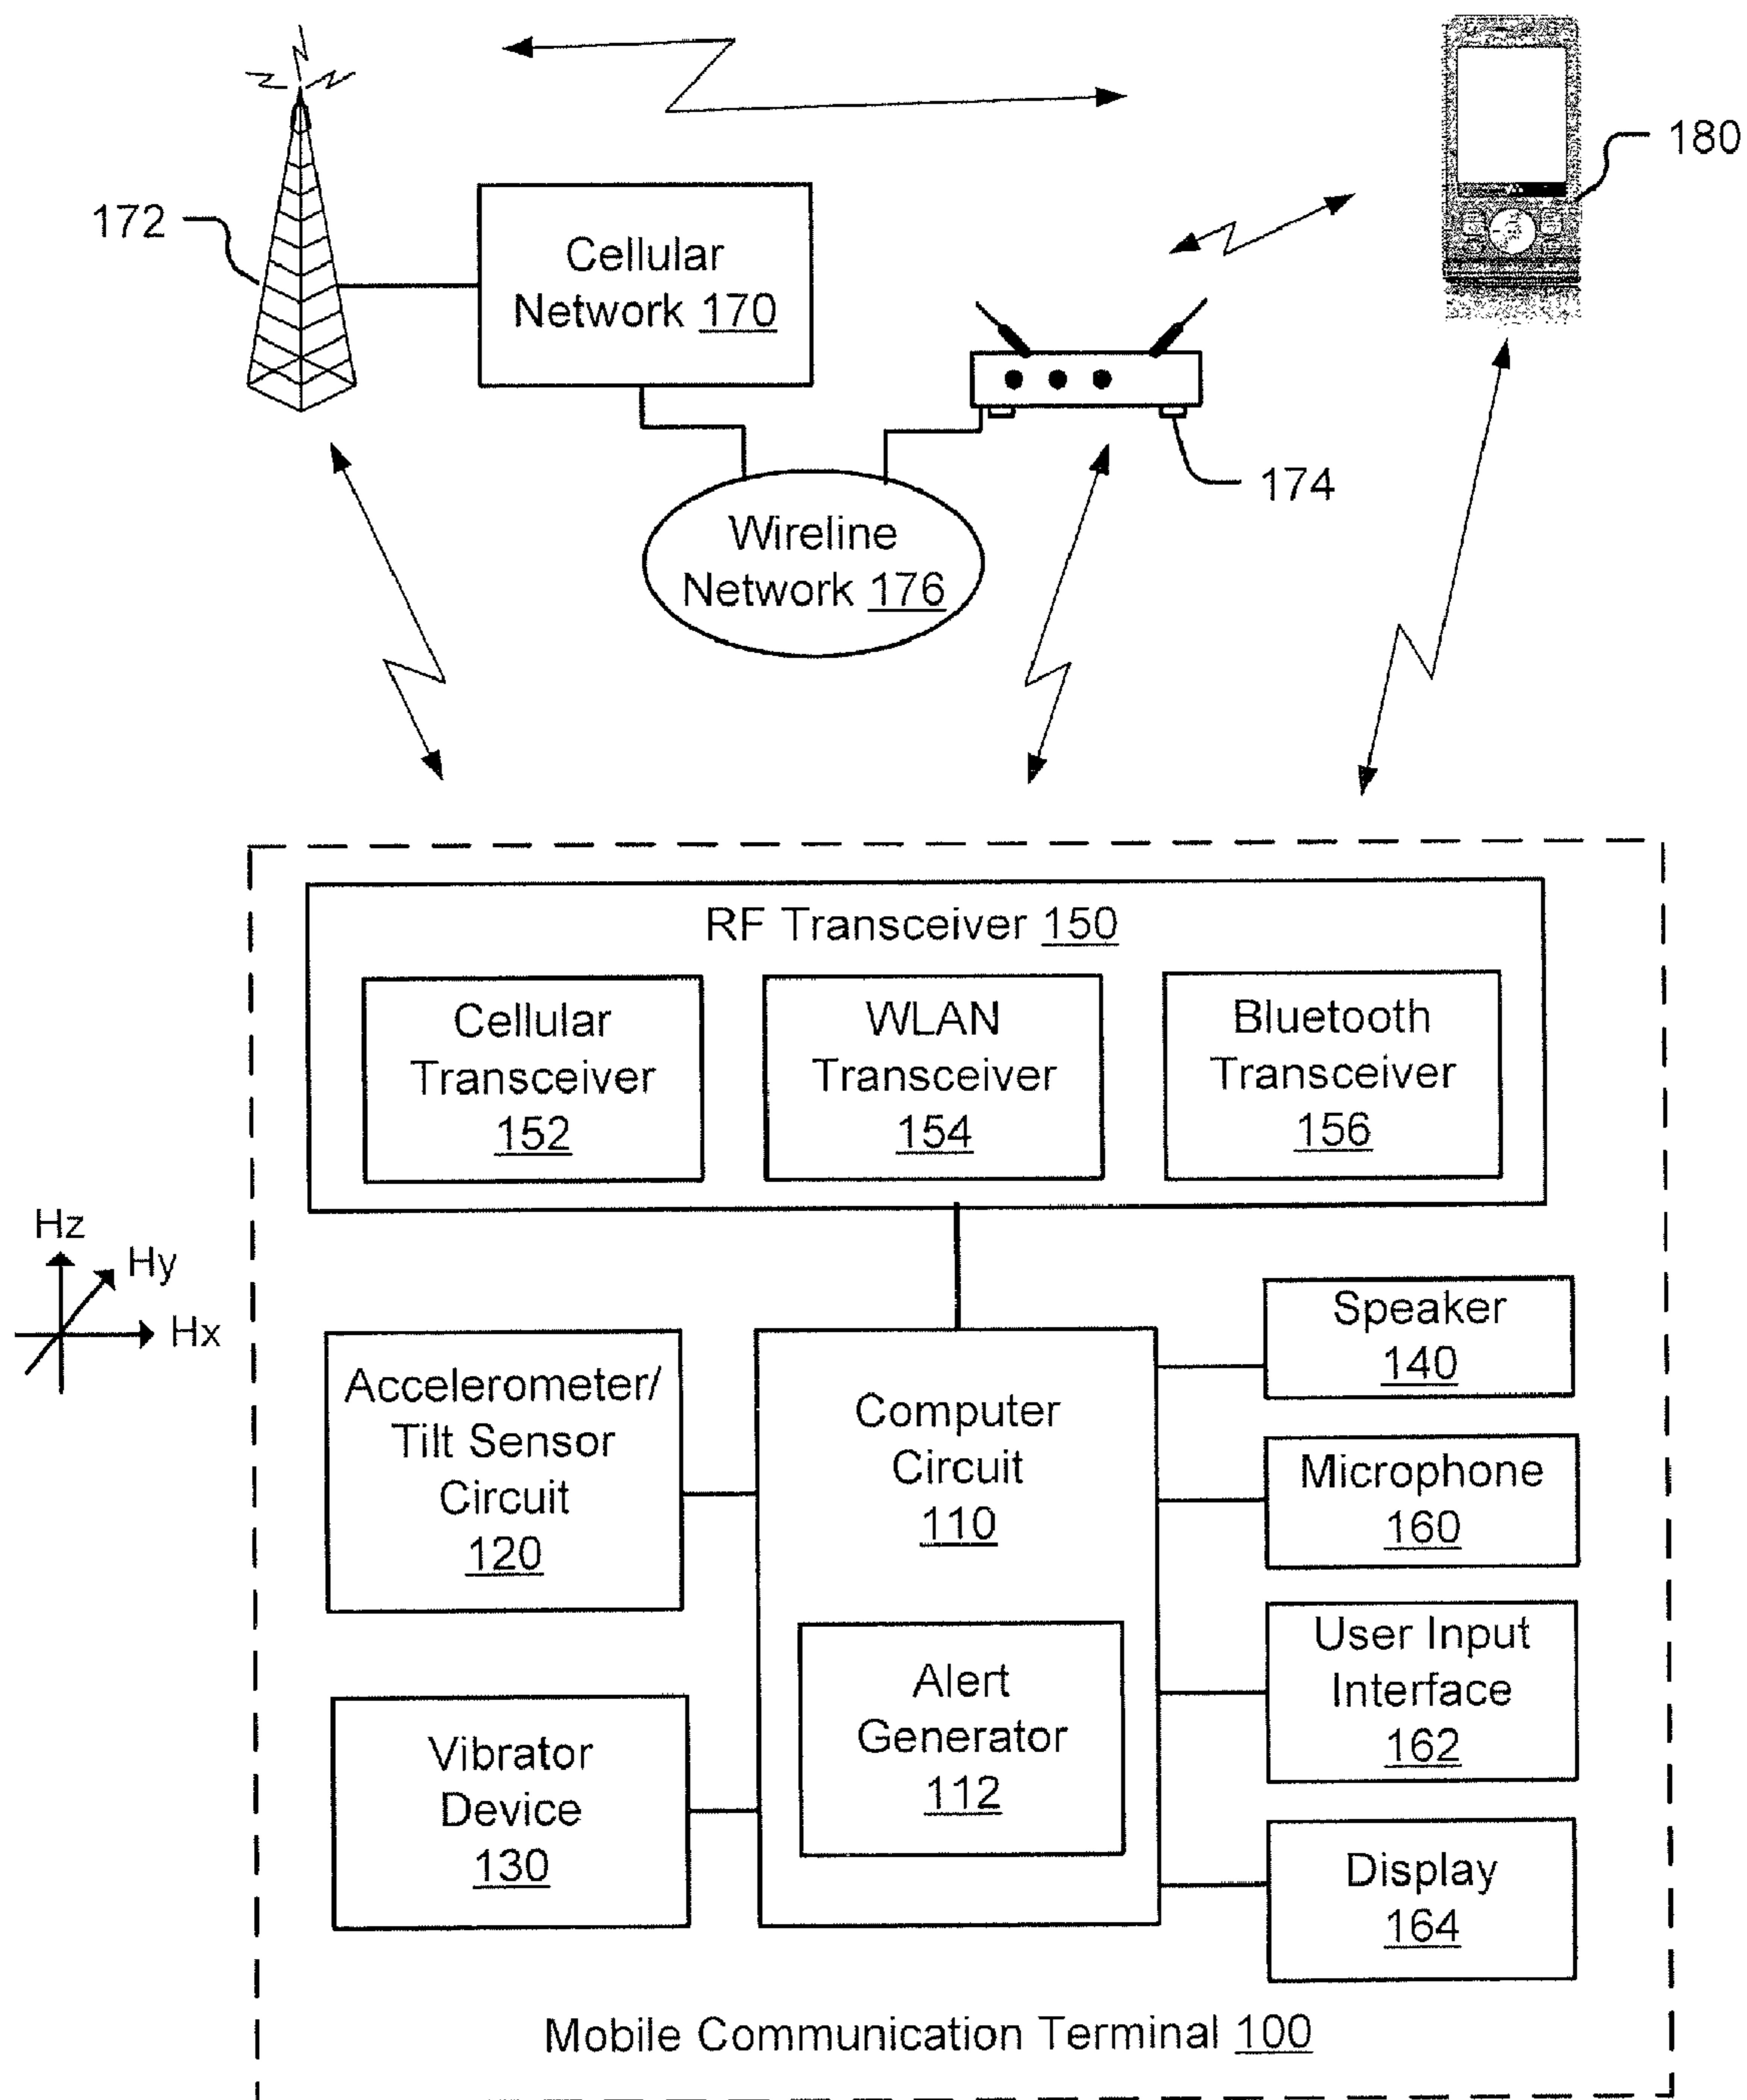 180
172
Cellular
Network 170
174
Wireline
Network 176
RF Transceiver 150
Cellular
Transceiver
152
WLAN
Transceiver
154
Bluetooth
Transceiver
156
Hz
Hy
Hx
Accelerometer/
Tilt Sensor
Circuit
120
Computer
Circuit
110
Speaker
140
Microphone
160
Alert
Generator
112
User Input
Interface
162
Vibrator
Device
130
Display
164
Mobile Communication Terminal 100